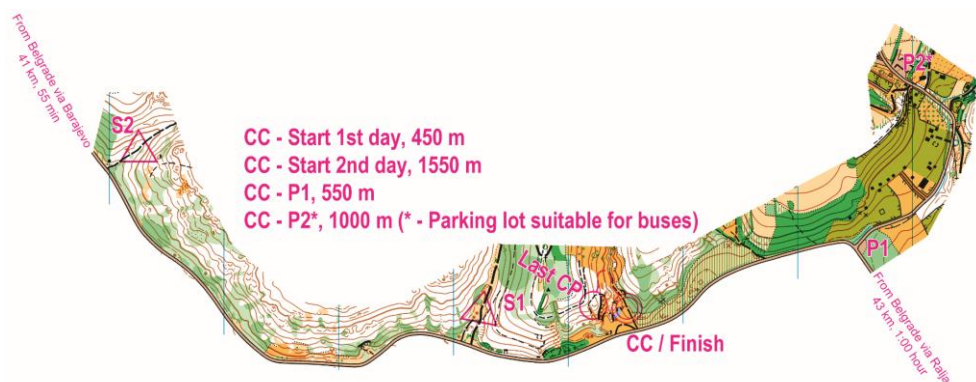 From Belgrade via Barajevo
41 km, 55 min
S2
CC - Start 1st day, 450 m
CC - Start 2nd day, 1550 m
CC - P1, 550 m
CC - P2*, 1000 m (* - Parking lot suitable for buses)
P2*
P1
Last CP
S1
CC / Finish
From Belgrade via Ralja
43 km, 1:00 hour